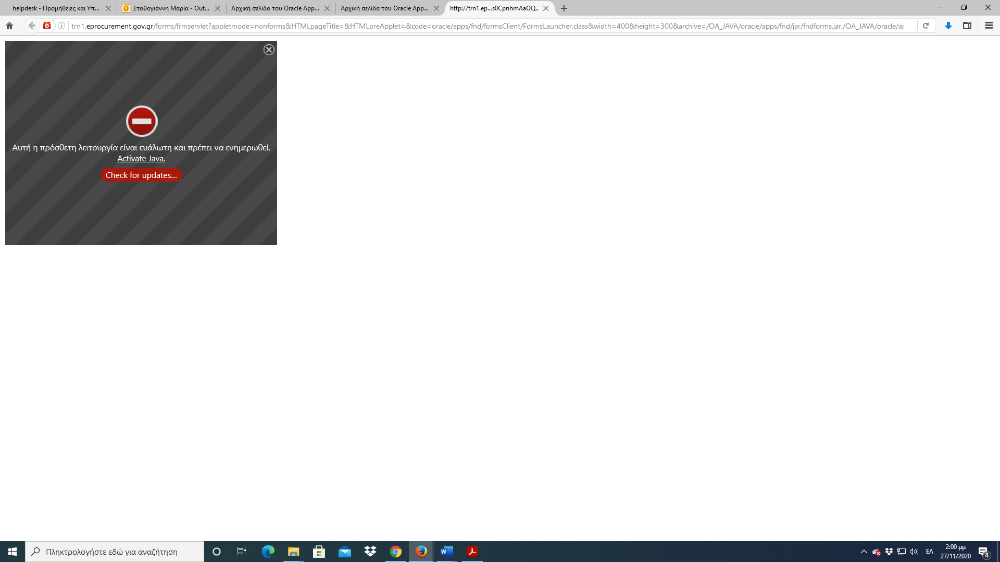 helpdesk - Προμήθειες και Υπ...
Σταθογιάννη Μαρία - Out...
Αρχική σελίδα του Oracle App...
Αρχική σελίδα του Oracle App...
http://trn1.ep...s0CpnhmAaOQ...
trn1.eprocurement.gov.gr/forms/frmservlet?appletmode=nonforms&HTMLpageTitle=&HTMLpreApplet=&code=oracle/apps/fnd/formsClient/FormsLauncher.class&width=400&height=300&archive=/OA_JAVA/oracle/apps/fnd/jar/fndforms.jar,/OA_JAVA/oracle/a
Αυτή η πρόσθετη λειτουργία είναι ευάλωτη και πρέπει να ενημερωθεί.
Activate Java.
Check for updates...
Πληκτρολογήστε εδώ για αναζήτηση
ΕΛ
2:00 μμ
27/11/2020
4